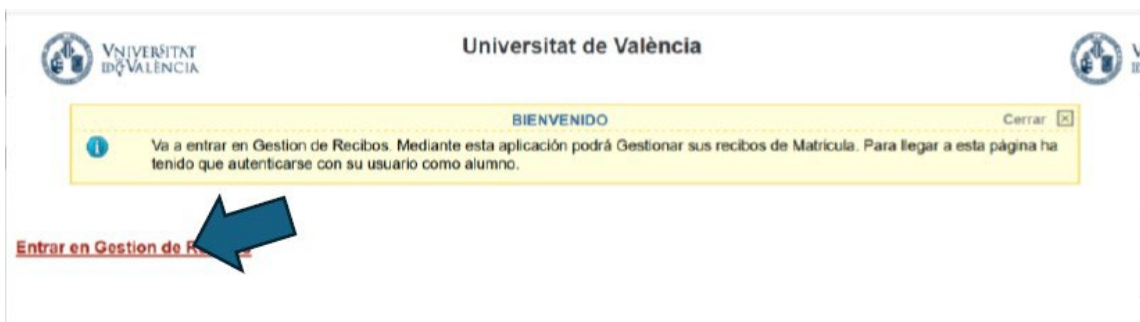 VNIVERSITAT
ID VALÈNCIA
Universitat de València
BIENVENIDO
Cerrar
Va a entrar en Gestion de Recibos. Mediante esta aplicación podrá Gestionar sus recibos de Matricula. Para llegar a esta página ha
tenido que autenticarse con su usuario como alumno.
Entrar en Gestion de